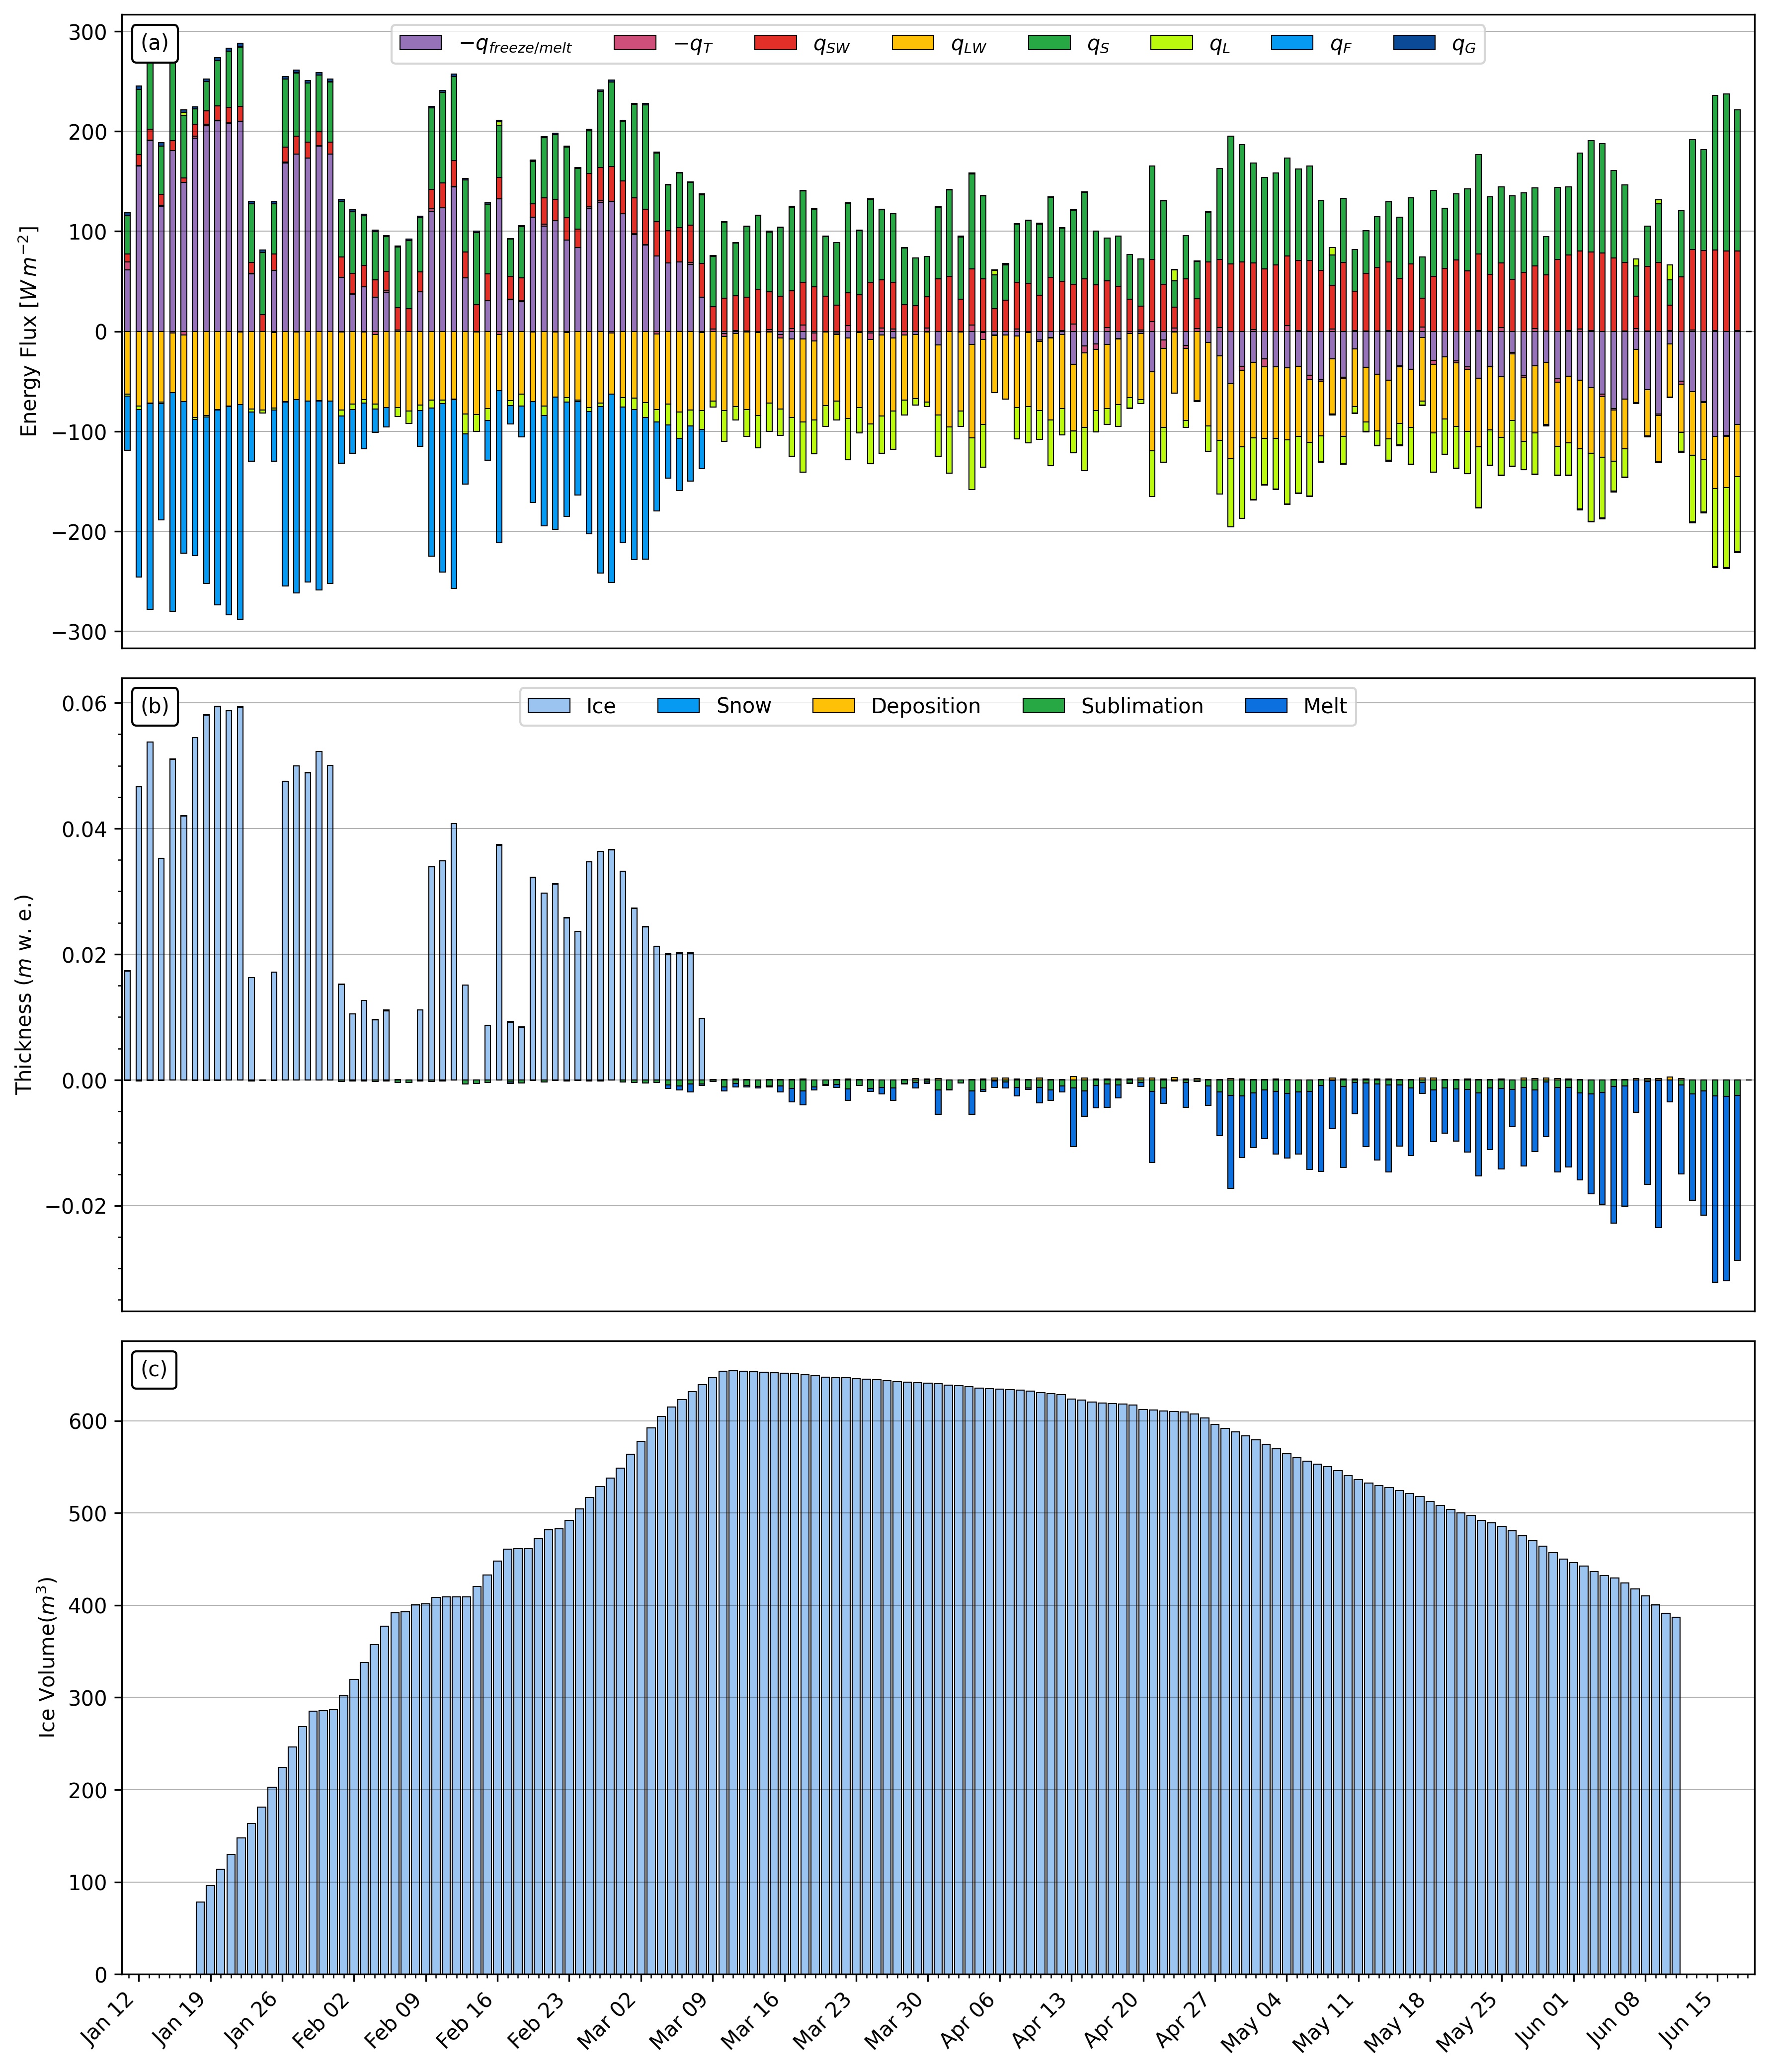 (a)
−q_freeze/melt −q_T q_SW q_LW q_S q_L q_F q_G
300
200
100
0
−100
−200
−300
Energy Flux [W m⁻²]
(b)
Ice Snow Deposition Sublimation Melt
0.06
0.04
0.02
0.00
−0.02
Thickness (m w. e.)
(c)
600
500
400
300
200
100
0
Ice Volume(m³)
Jan 12 Jan 19 Jan 26 Feb 02 Feb 09 Feb 16 Feb 23 Mar 02 Mar 09 Mar 16 Mar 23 Mar 30 Apr 06 Apr 13 Apr 20 Apr 27 May 04 May 11 May 18 May 25 Jun 01 Jun 08 Jun 15